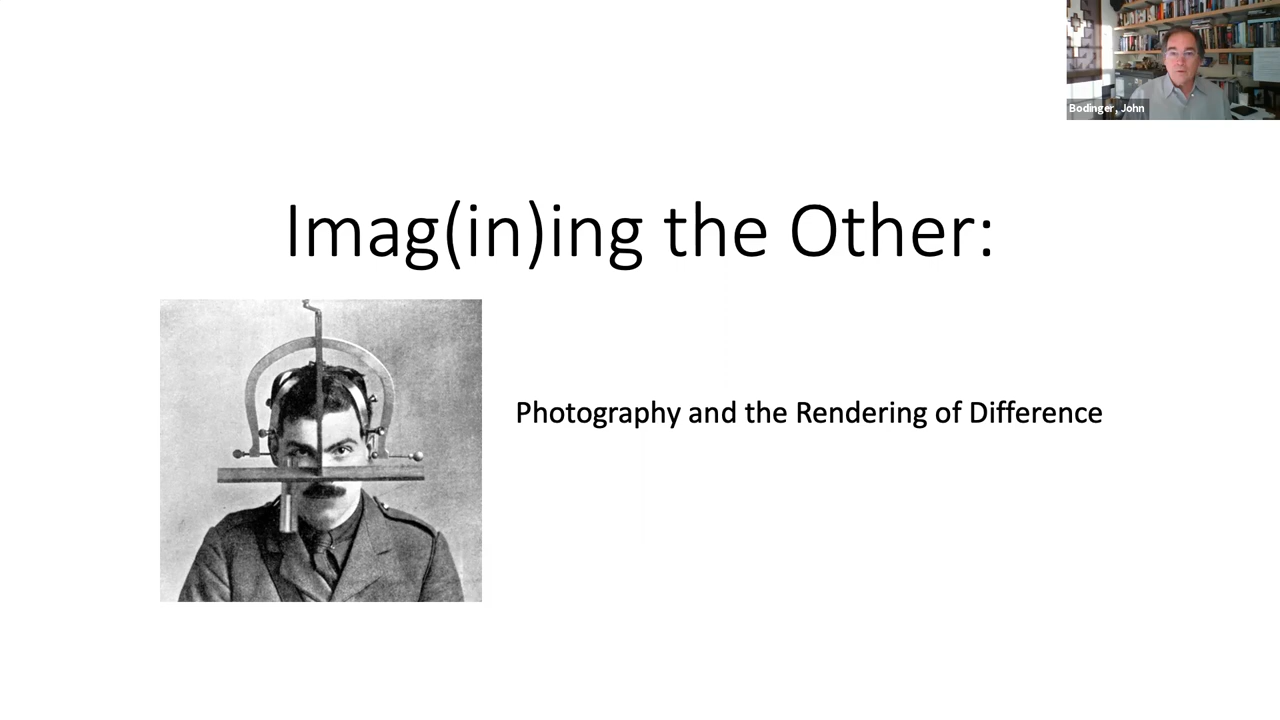 Bodinger, John
Imag(in)ing the Other:
Photography and the Rendering of Difference